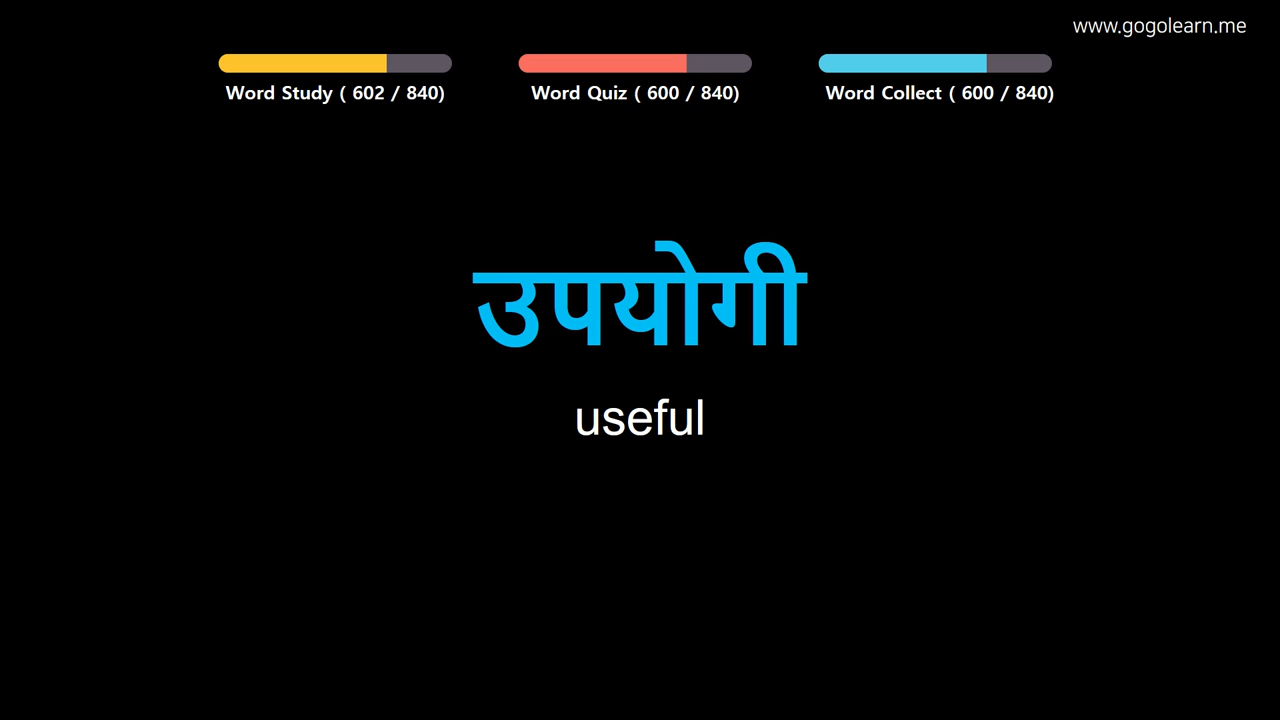 www.gogolearn.me
Word Study ( 602 / 840)
Word Quiz ( 600 / 840)
Word Collect ( 600 / 840)
उपयोगी
useful